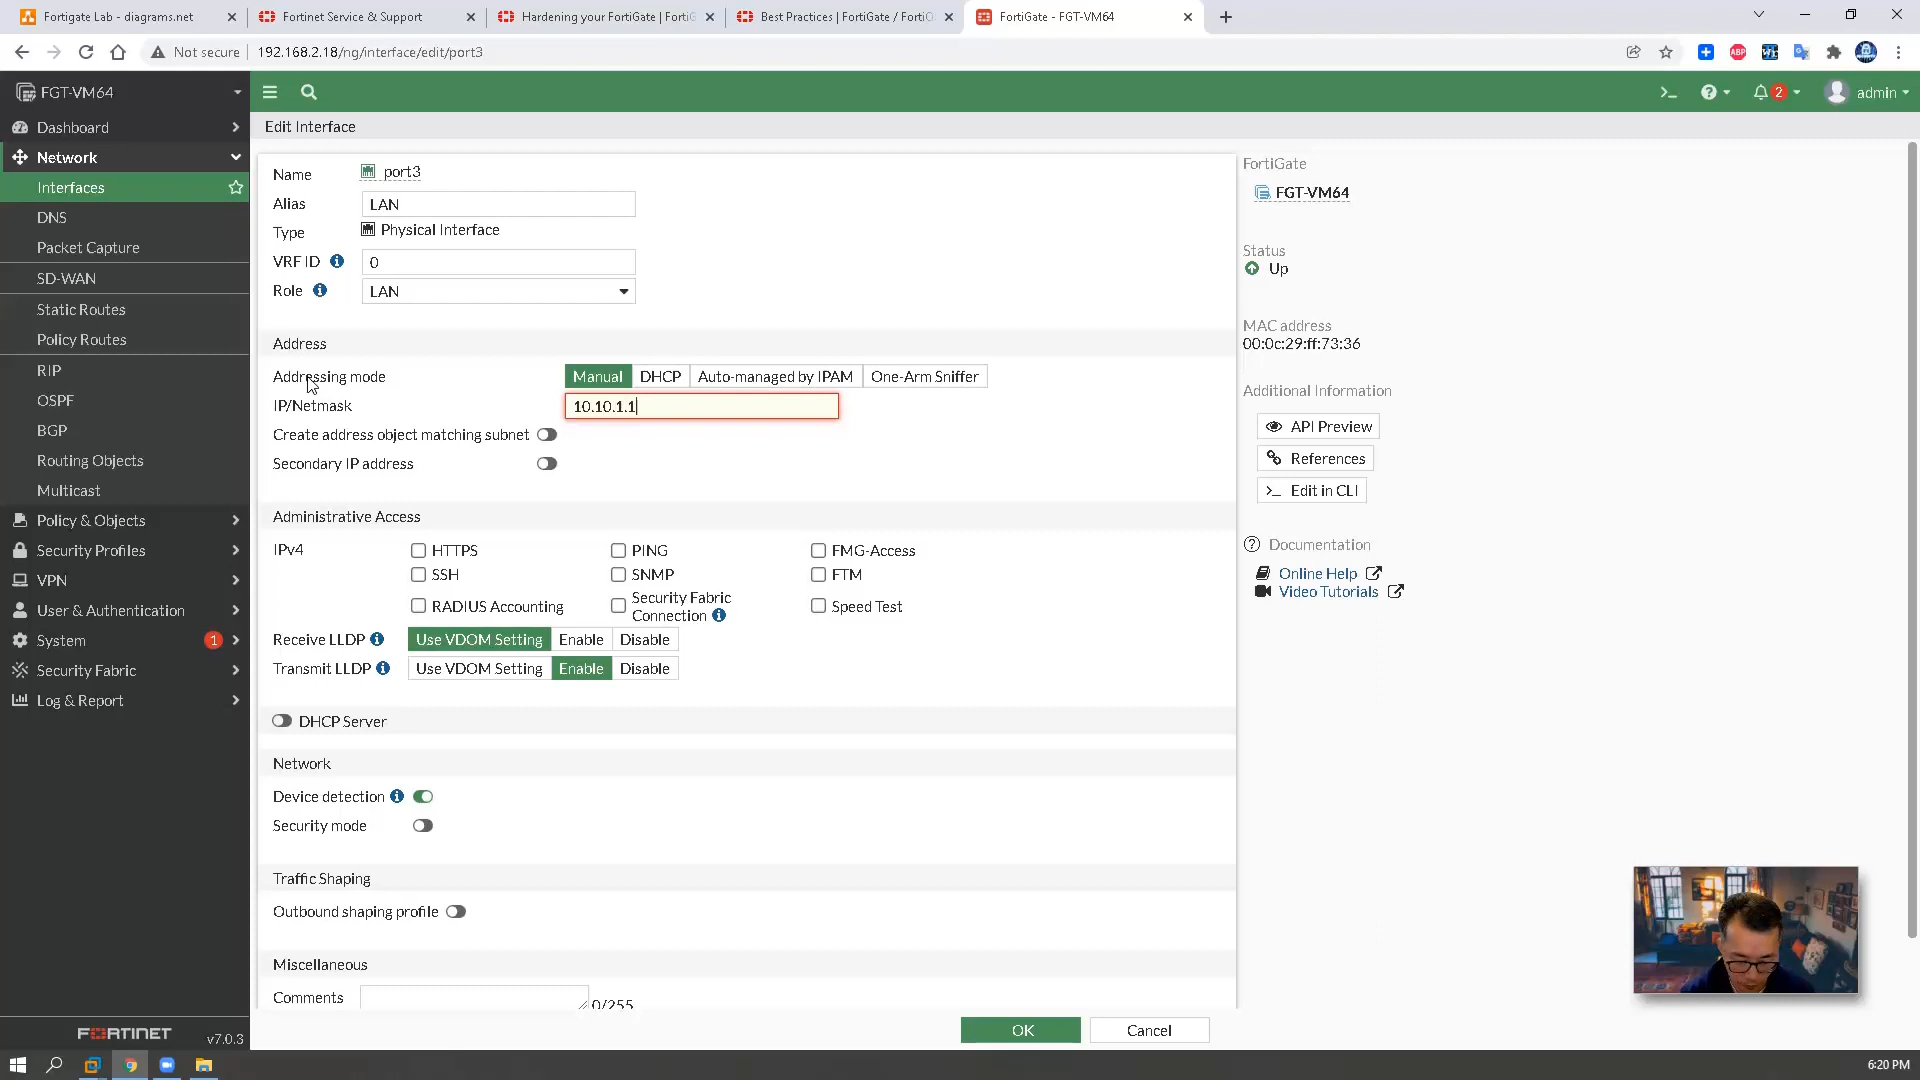 Fortigate Lab - diagrams.net
Fortinet Service & Support
Hardening your FortiGate | FortiG
Best Practices | FortiGate / FortiO
FortiGate - FGT-VM64
Not secure
192.168.2.18/ng/interface/edit/port3
ABP
FGT-VM64
2
admin
Dashboard
Network
Interfaces
DNS
Packet Capture
SD-WAN
Static Routes
Policy Routes
RIP
OSPF
BGP
Routing Objects
Multicast
Policy & Objects
Security Profiles
VPN
User & Authentication
System
1
Security Fabric
Log & Report
FORTINET
v7.0.3
Edit Interface
Name port3
Alias LAN
Type Physical Interface
VRF ID 0
Role LAN
Address
Addressing mode Manual DHCP Auto-managed by IPAM One-Arm Sniffer
IP/Netmask 10.10.1.1
Create address object matching subnet
Secondary IP address
Administrative Access
IPv4 HTTPS PING FMG-Access
SSH SNMP FTM
RADIUS Accounting Security Fabric Connection Speed Test
Receive LLDP Use VDOM Setting Enable Disable
Transmit LLDP Use VDOM Setting Enable Disable
DHCP Server
Network
Device detection
Security mode
Traffic Shaping
Outbound shaping profile
Miscellaneous
Comments 0/255
OK Cancel
FortiGate
FGT-VM64
Status
Up
MAC address
00:0c:29:ff:73:36
Additional Information
API Preview
References
>_ Edit in CLI
Documentation
Online Help
Video Tutorials
6:20 PM